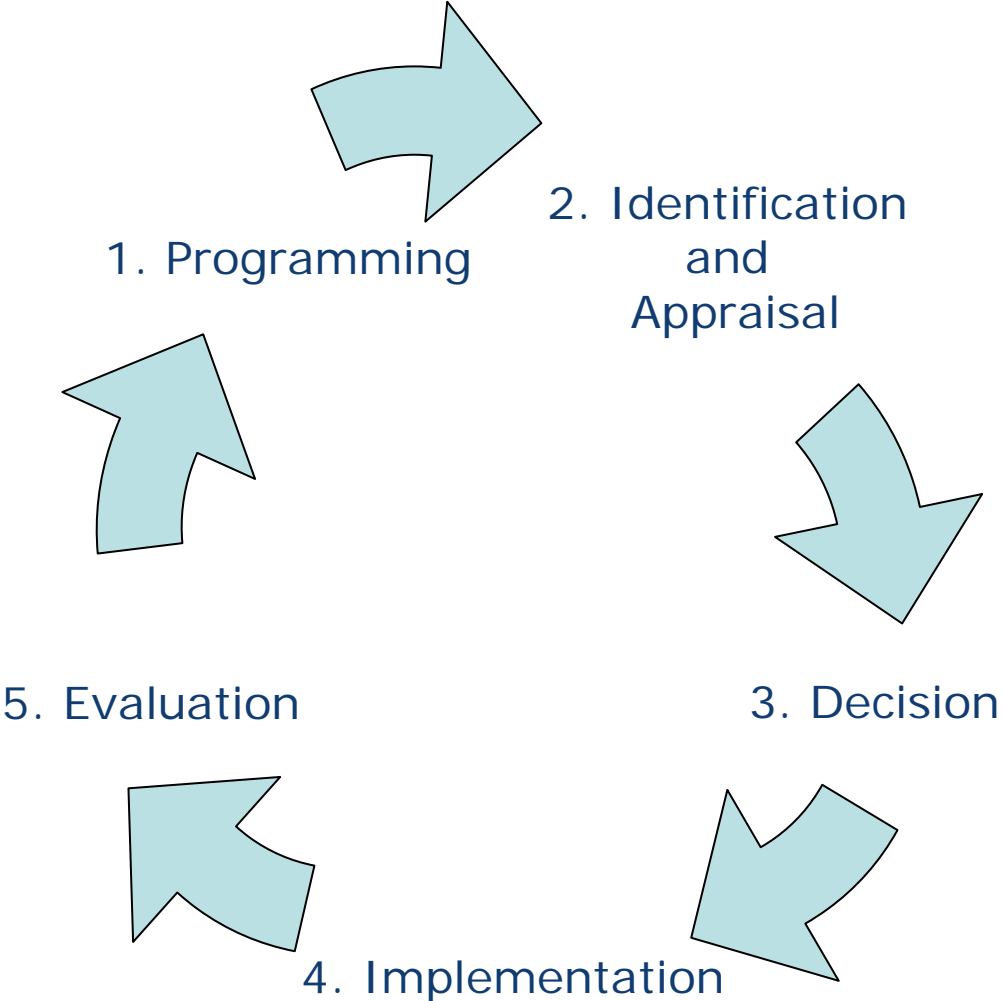 1. Programming
2. Identification
and
Appraisal
3. Decision
4. Implementation
5. Evaluation